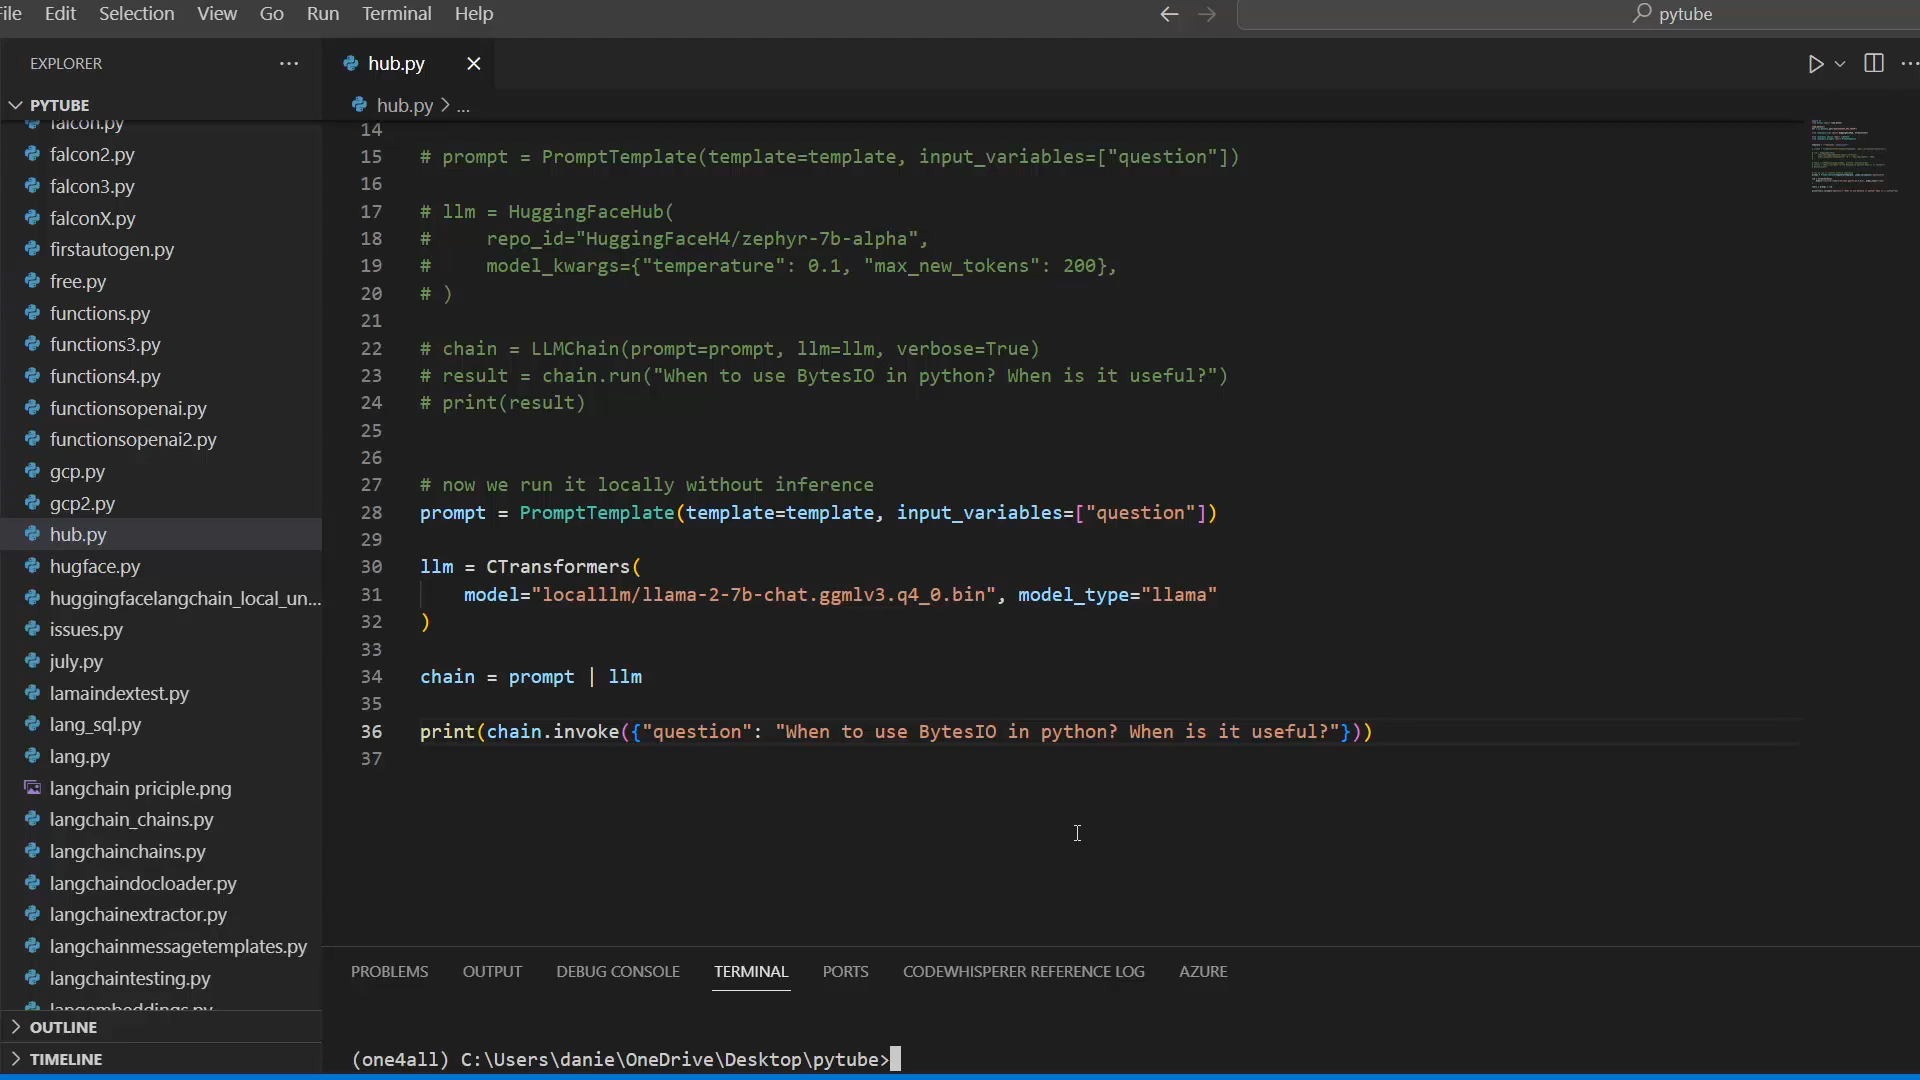 File Edit Selection View Go Run Terminal Help
pytube
EXPLORER
hub.py
PYTUBE
hub.py > ...
falcon.py
falcon2.py
falcon3.py
falconX.py
firstautogen.py
free.py
functions.py
functions3.py
functions4.py
functionsopenai.py
functionsopenai2.py
gcp.py
gcp2.py
hub.py
hugface.py
huggingfacelangchain_local_un...
issues.py
july.py
lamaindextest.py
lang_sql.py
lang.py
langchain priciple.png
langchain_chains.py
langchainchains.py
langchaindocloader.py
langchainextractor.py
langchainmessagetemplates.py
langchaintesting.py
langembeddings.py
OUTLINE
TIMELINE
14
15 # prompt = PromptTemplate(template=template, input_variables=["question"])
16
17 # llm = HuggingFaceHub(
18 #     repo_id="HuggingFaceH4/zephyr-7b-alpha",
19 #     model_kwargs={"temperature": 0.1, "max_new_tokens": 200},
20 # )
21
22 # chain = LLMChain(prompt=prompt, llm=llm, verbose=True)
23 # result = chain.run("When to use BytesIO in python? When is it useful?")
24 # print(result)
25
26
27 # now we run it locally without inference
28 prompt = PromptTemplate(template=template, input_variables=["question"])
29
30 llm = CTransformers(
31     model="localllm/llama-2-7b-chat.ggmlv3.q4_0.bin", model_type="llama"
32 )
33
34 chain = prompt | llm
35
36 print(chain.invoke({"question": "When to use BytesIO in python? When is it useful?"}))
37
PROBLEMS OUTPUT DEBUG CONSOLE TERMINAL PORTS CODEWHISPERER REFERENCE LOG AZURE
(one4all) C:\Users\danie\OneDrive\Desktop\pytube>